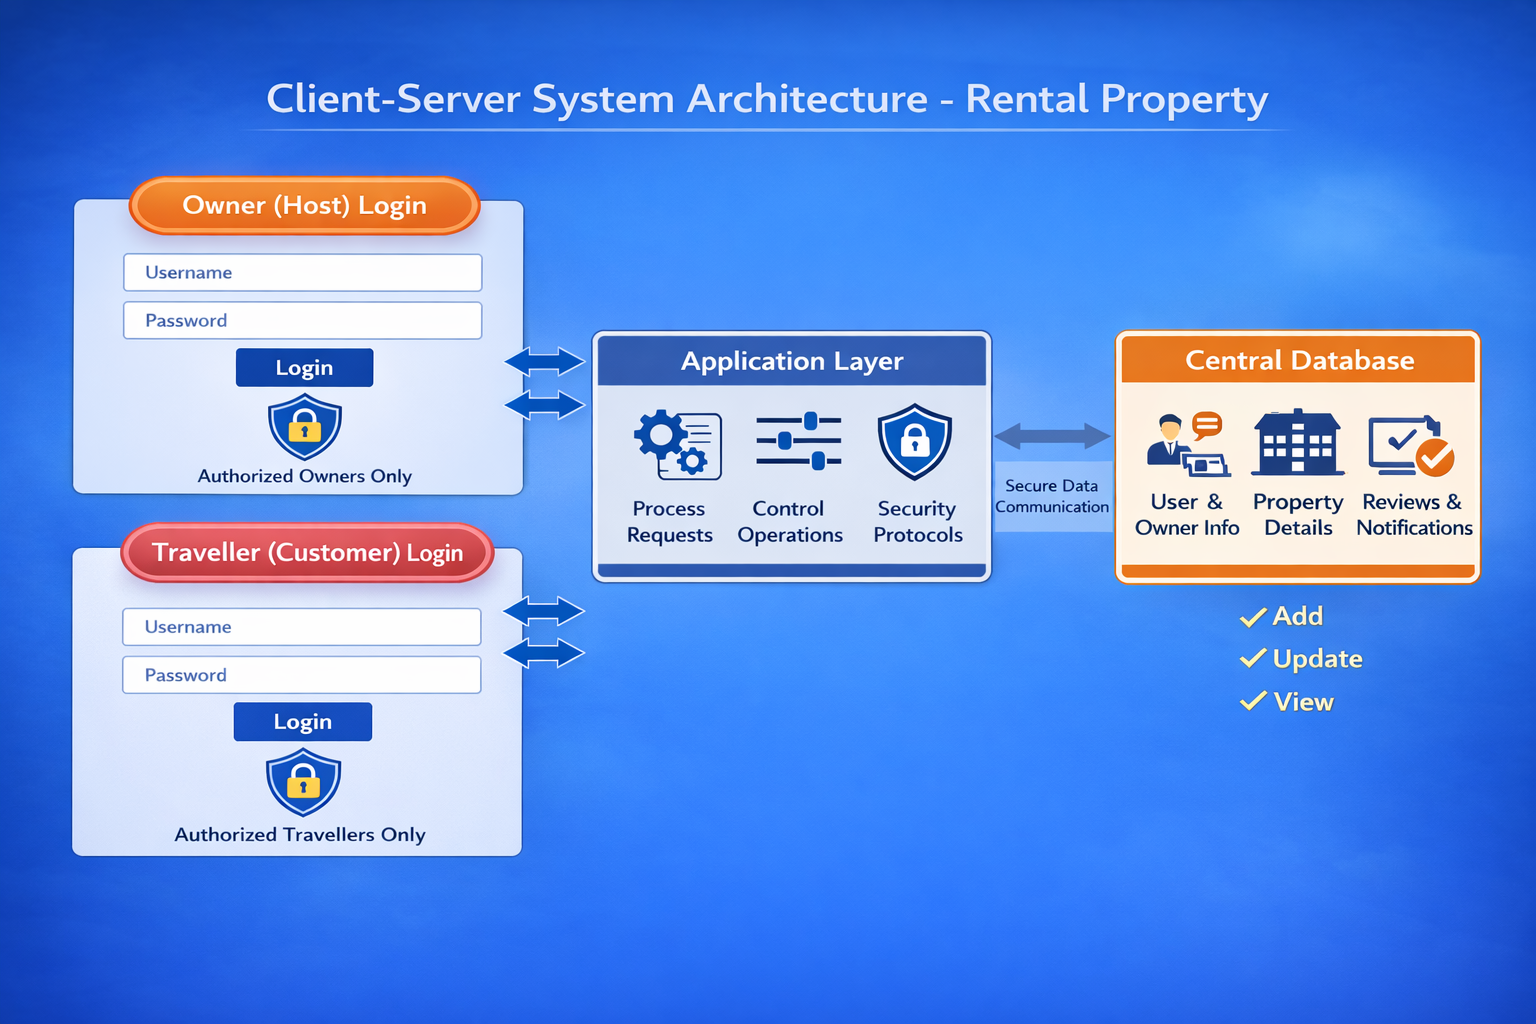 Client-Server System Architecture - Rental Property
Owner (Host) Login
Username
Password
Login
Authorized Owners Only
Traveller (Customer) Login
Username
Password
Login
Authorized Travellers Only
Application Layer
Process
Requests
Control
Operations
Security
Protocols
Secure Data
Communication
Central Database
User &
Owner Info
Property
Details
Reviews &
Notifications
Add
Update
View